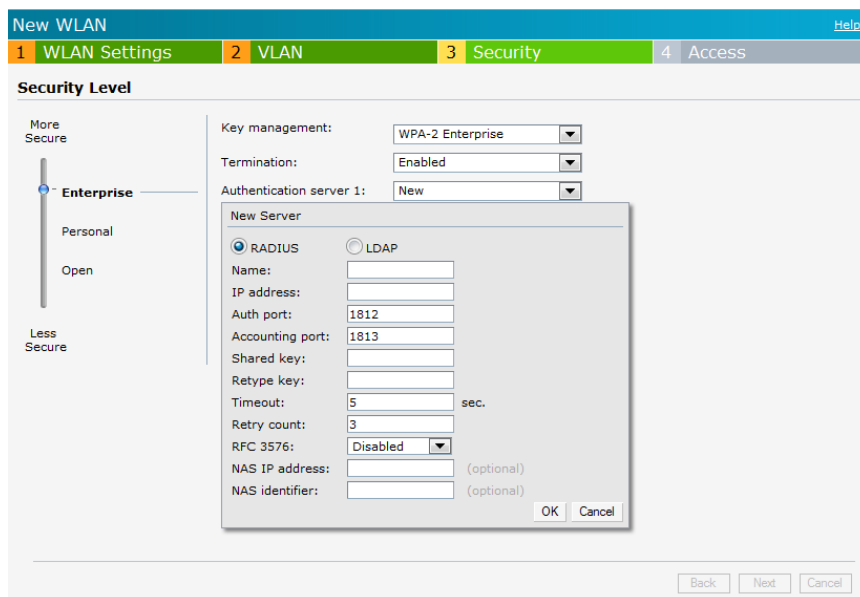 New WLAN Help
1 WLAN Settings 2 VLAN 3 Security 4 Access
Security Level
More
Secure
Enterprise
Personal
Open
Less
Secure
Key management: WPA-2 Enterprise
Termination: Enabled
Authentication server 1: New
New Server
RADIUS LDAP
Name:
IP address:
Auth port: 1812
Accounting port: 1813
Shared key:
Retype key:
Timeout: 5 sec.
Retry count: 3
RFC 3576: Disabled
NAS IP address: (optional)
NAS identifier: (optional)
OK Cancel
Back Next Cancel